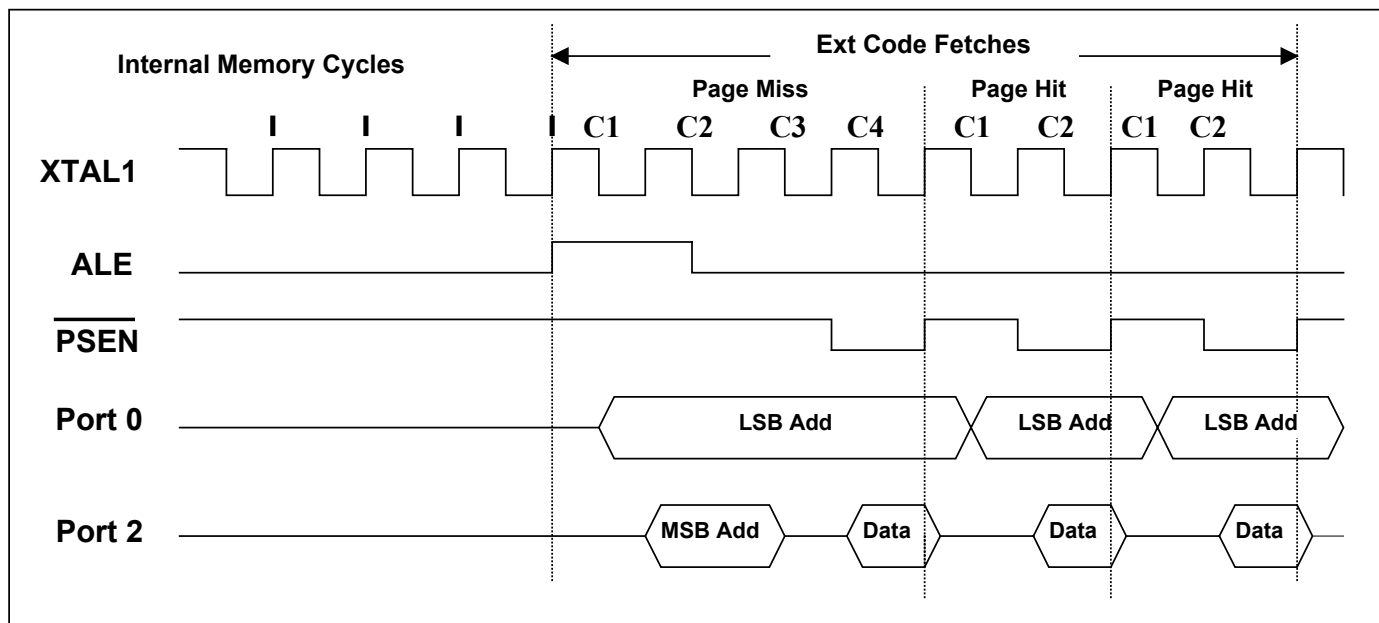 Ext Code Fetches
Internal Memory Cycles
Page Miss Page Hit Page Hit
I I I I C1 C2 C3 C4 C1 C2 C1 C2
XTAL1
ALE
PSEN
Port 0 LSB Add LSB Add LSB Add
Port 2 MSB Add Data Data Data